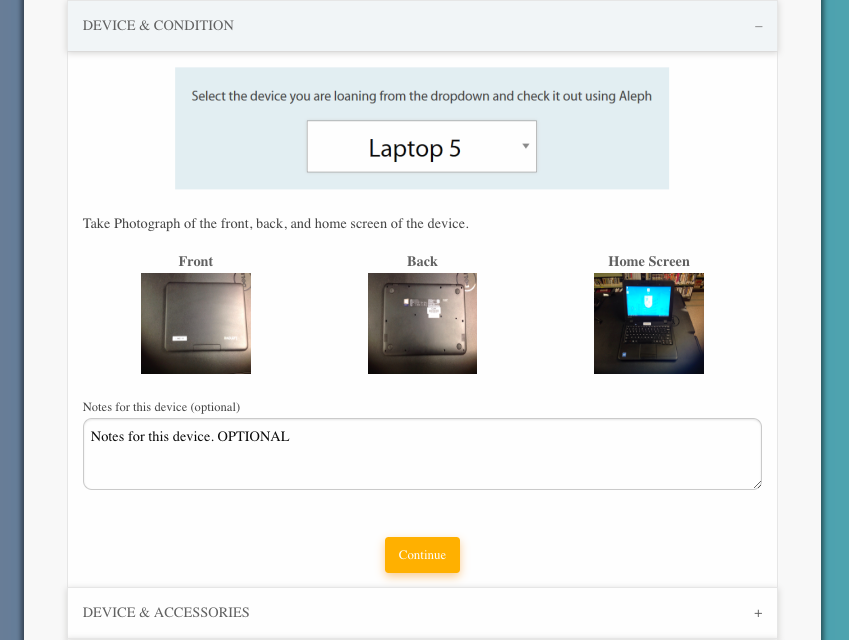 DEVICE & CONDITION –
Select the device you are loaning from the dropdown and check it out using Aleph
Laptop 5
Take Photograph of the front, back, and home screen of the device.
Front Back Home Screen
Notes for this device (optional)
Notes for this device. OPTIONAL
Continue
DEVICE & ACCESSORIES +